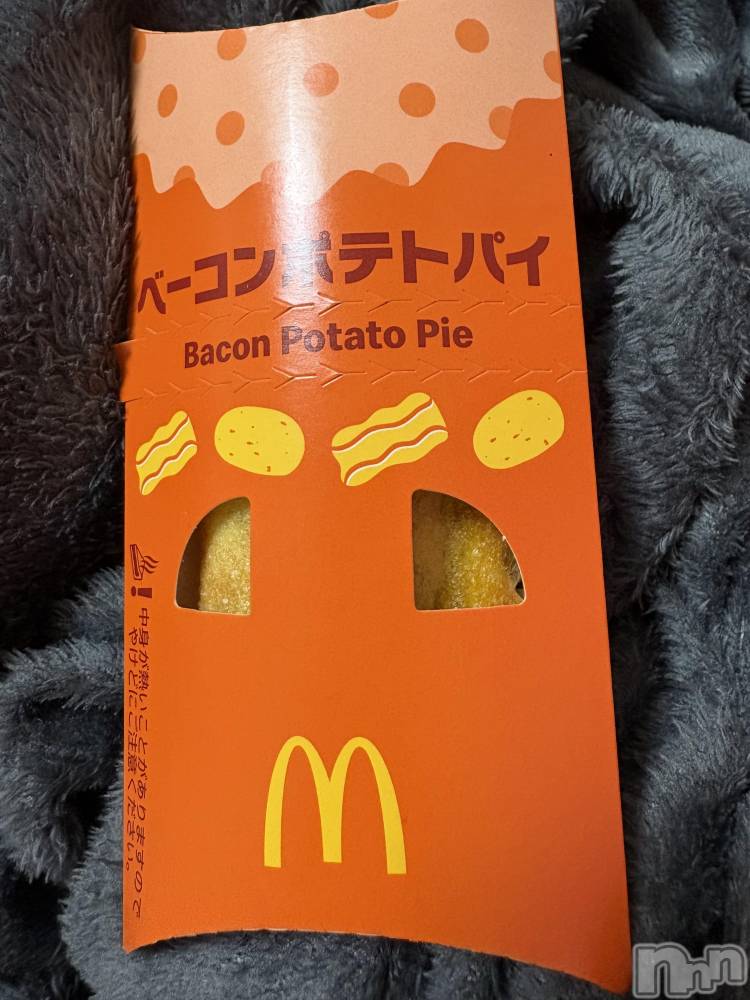 ベーコンポテトパイ
Bacon Potato Pie
中身が熱いことがありますので
やけどにご注意ください。
nnn